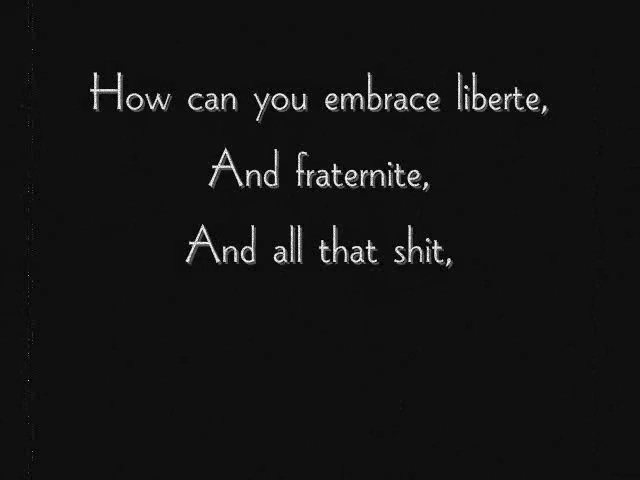 How can you embrace liberte,
And fraternite,
And all that shit,